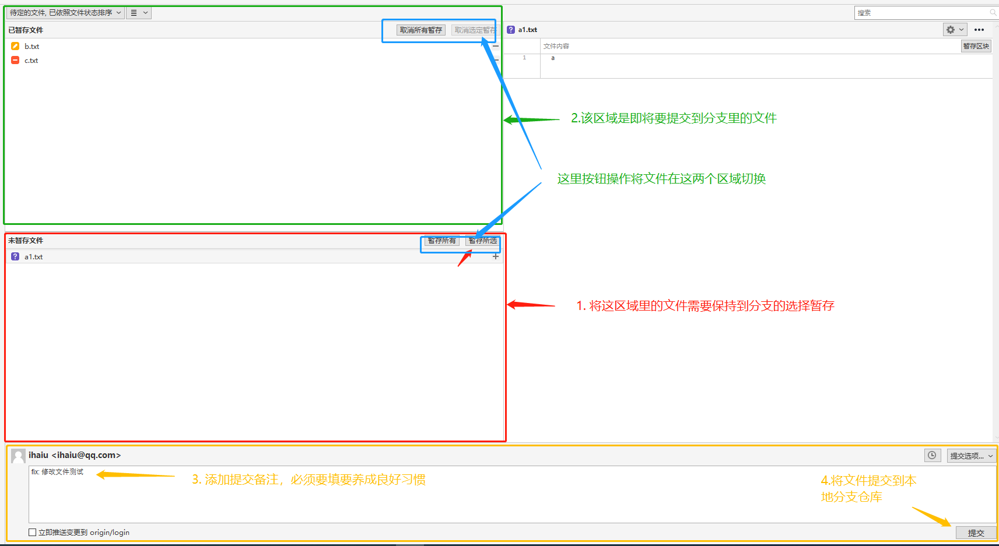 待定的文件, 已依照文件状态排序
搜索
已暂存文件
取消所有暂存
取消选定暂存
b.txt
c.txt
a1.txt
文件内容
暂存区块
1
a
2.该区域是即将要提交到分支里的文件
这里按钮操作将文件在这两个区域切换
未暂存文件
暂存所有
暂存所选
a1.txt
1. 将这区域里的文件需要保持到分支的选择暂存
ihaiu <ihaiu@qq.com>
提交选项...
fix: 修改文件测试
3. 添加提交备注，必须要填要养成良好习惯
4.将文件提交到本
地分支仓库
立即推送变更到 origin/login
提交